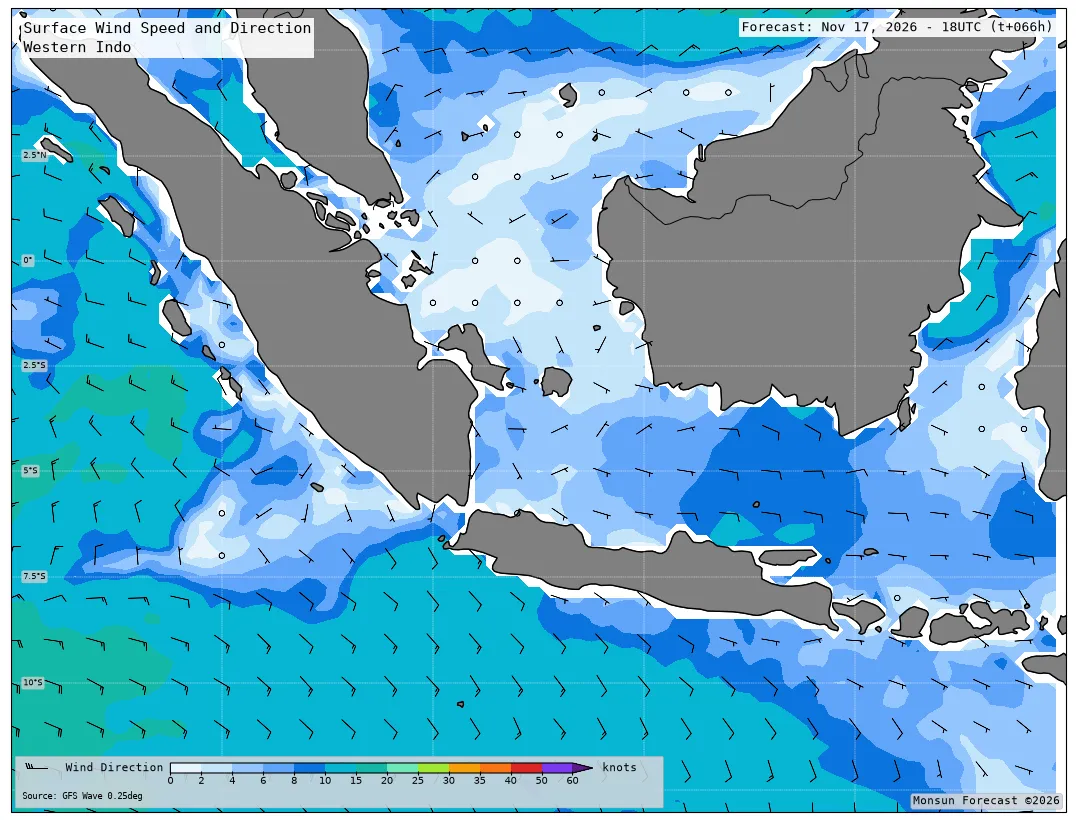 Surface Wind Speed and Direction
Western Indo
Forecast: Nov 17, 2026 - 18UTC (t+066h)
2.5°N
0°
2.5°S
5°S
7.5°S
10°S
Wind Direction
0 2 4 6 8 10 15 20 25 30 40 50 60
knots
Source: GFS Wave 0.25deg
Monsun Forecast ©2026